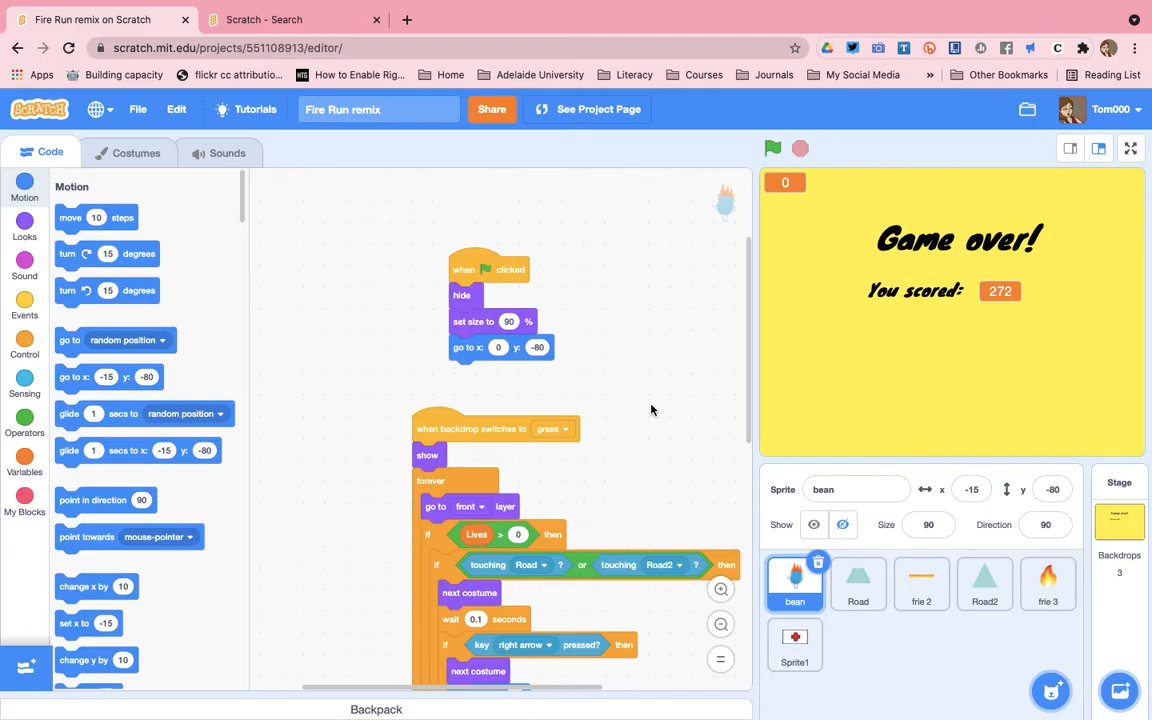 Fire Run remix on Scratch
Scratch - Search
scratch.mit.edu/projects/551108913/editor/
Apps Building capacity flickr cc attributio... How to Enable Rig... Home Adelaide University Literacy Courses Journals My Social Media » Other Bookmarks Reading List
SCRATCH File Edit Tutorials Fire Run remix Share See Project Page Tom000
Code Costumes Sounds
Motion
Looks
Sound
Events
Control
Sensing
Operators
Variables
My Blocks
Motion
move 10 steps
turn 15 degrees
turn 15 degrees
go to random position
go to x: -15 y: -80
glide 1 secs to random position
glide 1 secs to x: -15 y: -80
point in direction 90
point towards mouse-pointer
change x by 10
set x to -15
change y by 10
when clicked
hide
set size to 90 %
go to x: 0 y: -80
when backdrop switches to grass
show
forever
go to front layer
if Lives > 0 then
if touching Road ? or touching Road2 ? then
next costume
wait 0.1 seconds
if key right arrow pressed? then
next costume
Backpack
0
Game over!
You scored: 272
Sprite bean x -15 y -80
Show Size 90 Direction 90
bean Road frie 2 Road2 frie 3
Sprite1
Stage
Backdrops
3